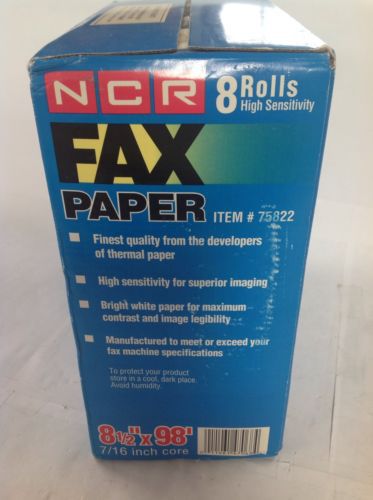 NCR
8 Rolls
High Sensitivity
FAX
PAPER ITEM # 75822
Finest quality from the developers
of thermal paper
High sensitivity for superior imaging
Bright white paper for maximum
contrast and image legibility
Manufactured to meet or exceed your
fax machine specifications
To protect your product
store in a cool, dark place.
Avoid humidity.
8 1/2" x 98'
7/16 inch core